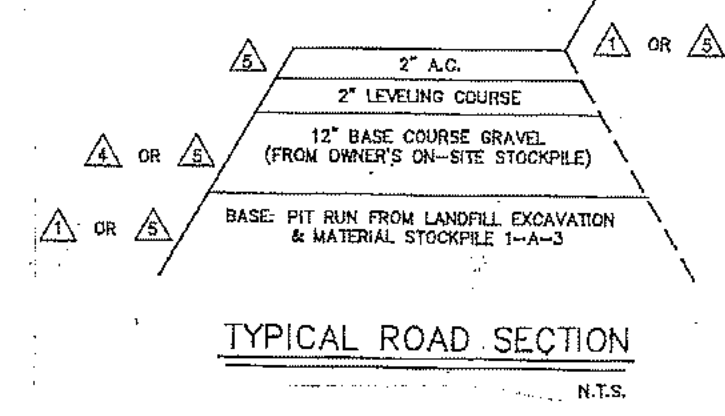 1 OR 5
5
2" A.C.
2" LEVELING COURSE
12" BASE COURSE GRAVEL
(FROM OWNER'S ON-SITE STOCKPILE)
4 OR 5
BASE: PIT RUN FROM LANDFILL EXCAVATION
& MATERIAL STOCKPILE 1-A-3
1 OR 5
TYPICAL ROAD SECTION
N.T.S.